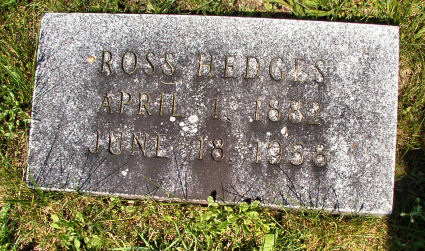 ROSS HEDGES
APRIL 1, 1882
JUNE 18, 1958